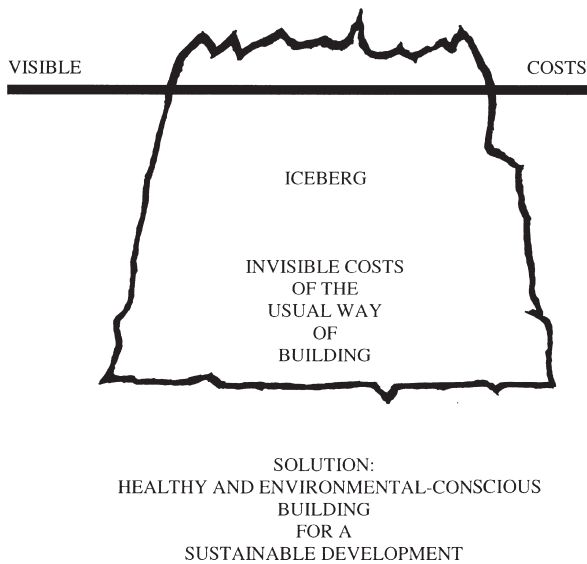 VISIBLE COSTS
ICEBERG
INVISIBLE COSTS
OF THE
USUAL WAY
OF
BUILDING
SOLUTION:
HEALTHY AND ENVIRONMENTAL-CONSCIOUS
BUILDING
FOR A
SUSTAINABLE DEVELOPMENT